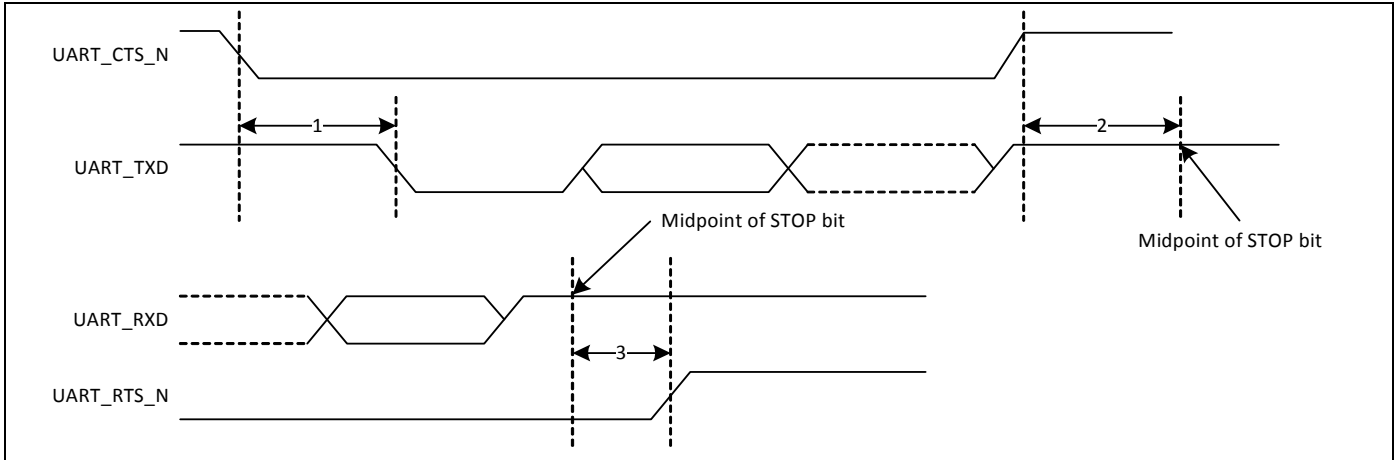 UART_CTS_N
1
2
UART_TXD
Midpoint of STOP bit
Midpoint of STOP bit
UART_RXD
3
UART_RTS_N